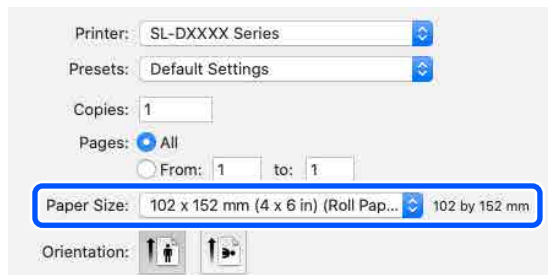 Printer: SL-DXXXX Series
Presets: Default Settings
Copies: 1
Pages: All
From: 1 to: 1
Paper Size: 102 x 152 mm (4 x 6 in) (Roll Pap... 102 by 152 mm
Orientation: